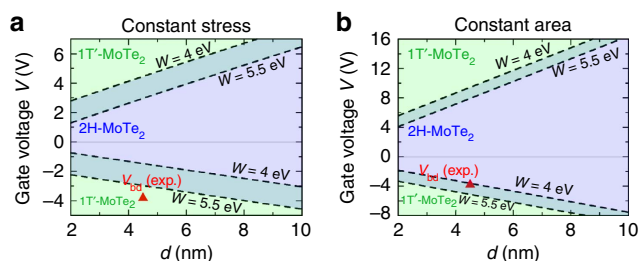 a
Constant stress
Gate voltage V (V)
6
4
2
0
−2
−4
1T′-MoTe2
W = 4 eV
W = 5.5 eV
2H-MoTe2
Vbd (exp.)
W = 4 eV
W = 5.5 eV
1T′-MoTe2
2
4
6
8
10
d (nm)
b
Constant area
Gate voltage V (V)
16
12
8
4
0
−4
−8
1T′-MoTe2
W = 4 eV
W = 5.5 eV
2H-MoTe2
Vbd (exp.)
W = 4 eV
W = 5.5 eV
1T′-MoTe2
2
4
6
8
10
d (nm)